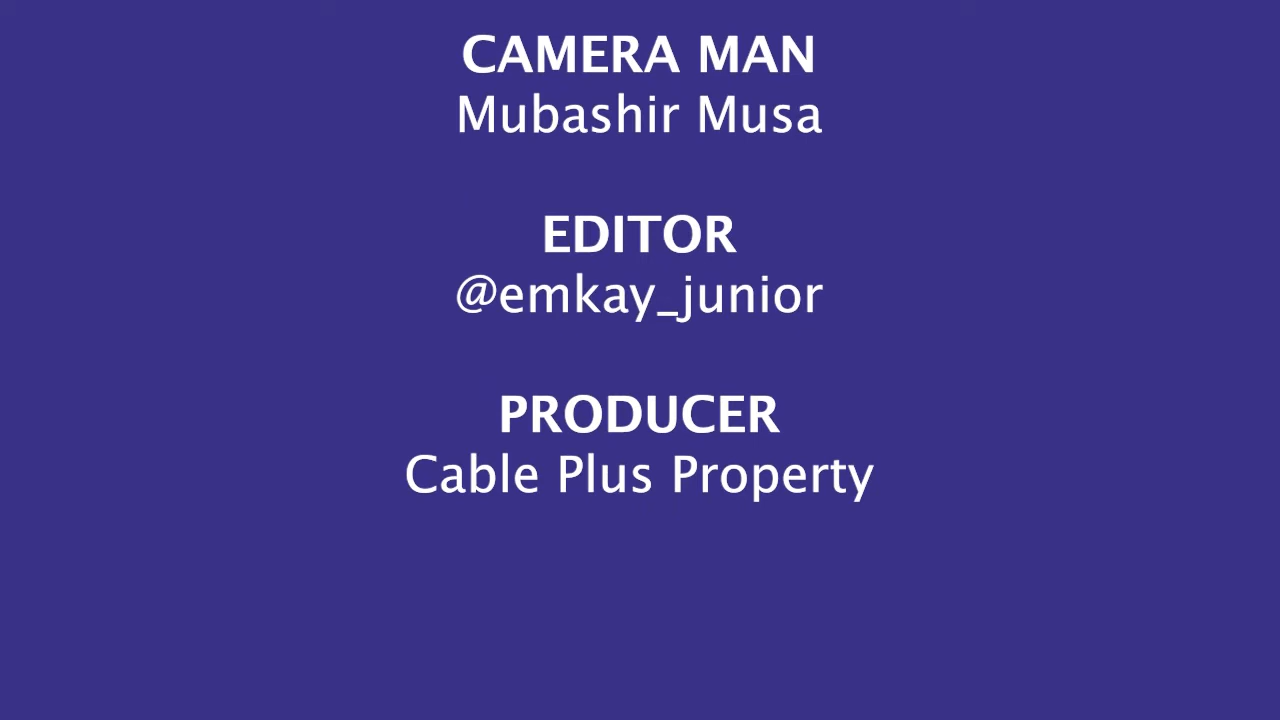 CAMERA MAN
Mubashir Musa
EDITOR
@emkay_junior
PRODUCER
Cable Plus Property